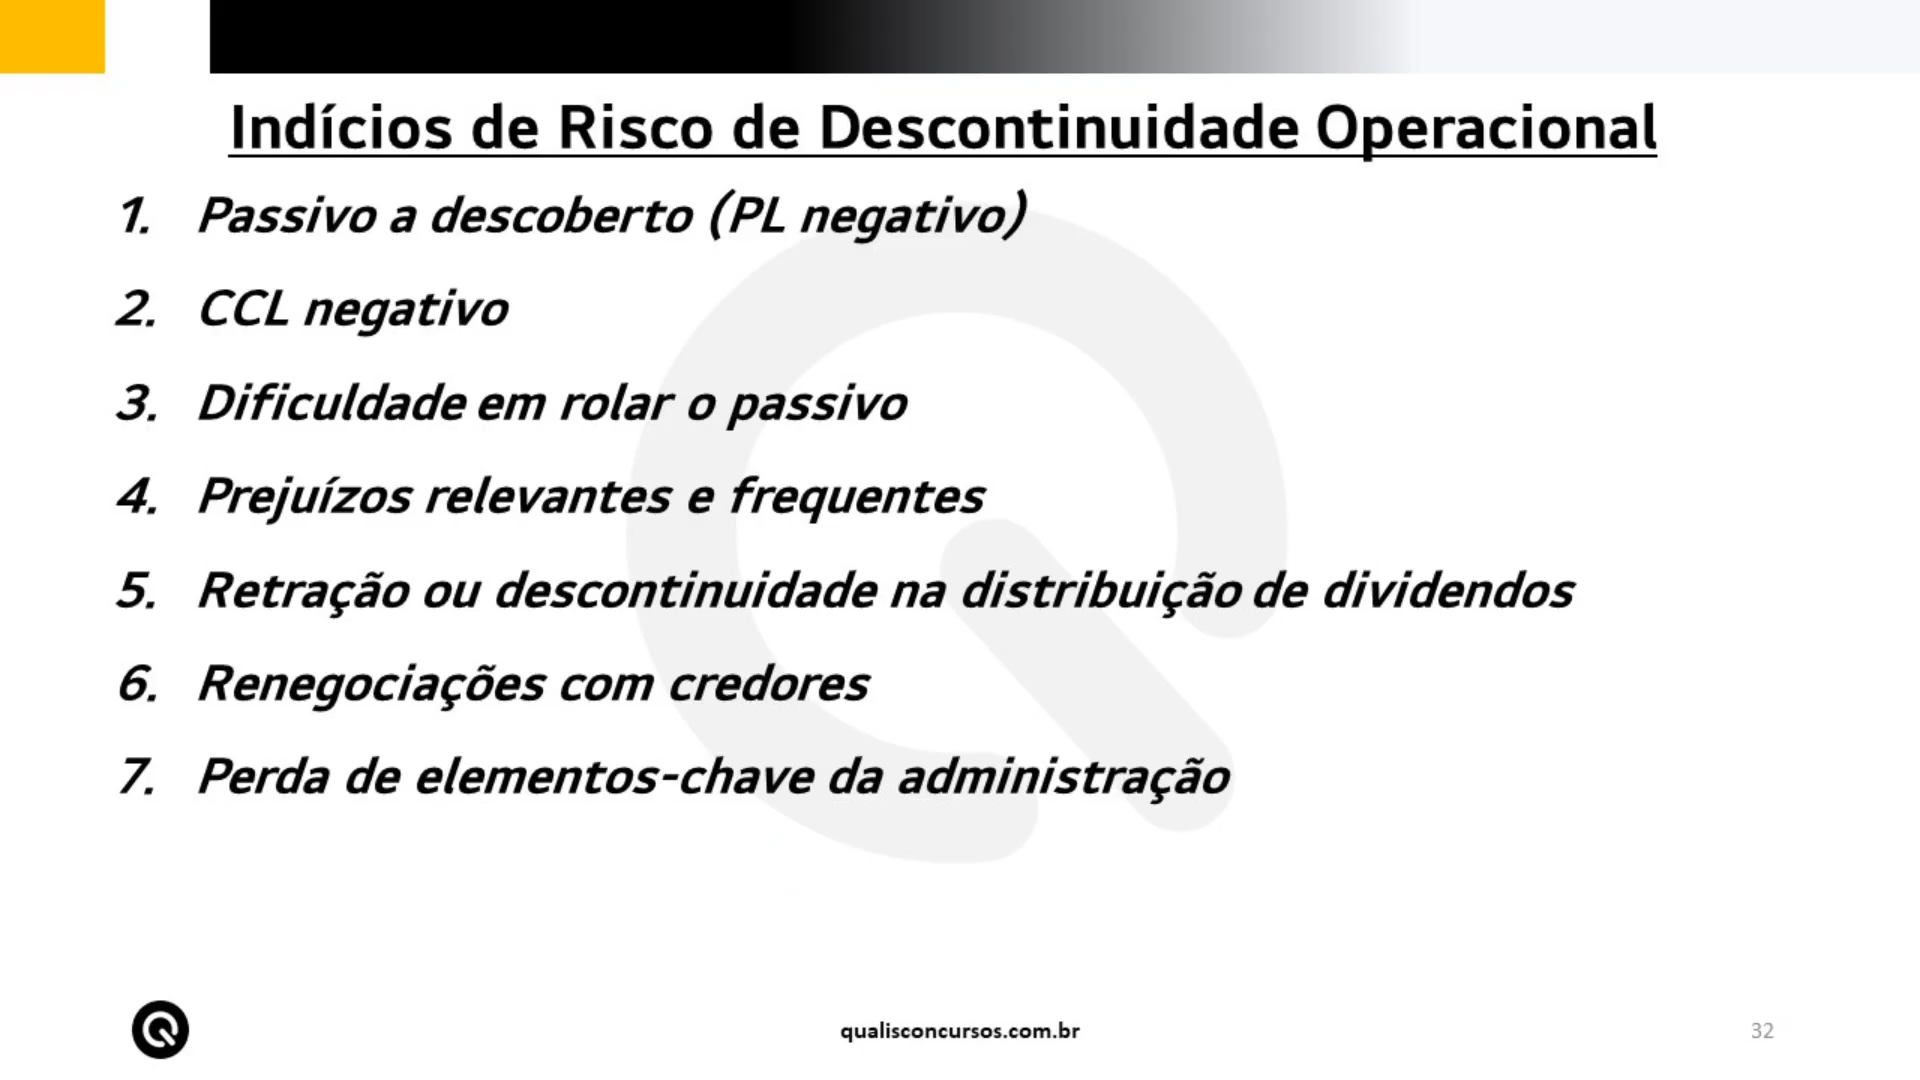 Indícios de Risco de Descontinuidade Operacional
1. Passivo a descoberto (PL negativo)
2. CCL negativo
3. Dificuldade em rolar o passivo
4. Prejuízos relevantes e frequentes
5. Retração ou descontinuidade na distribuição de dividendos
6. Renegociações com credores
7. Perda de elementos-chave da administração
qualisconcursos.com.br
32